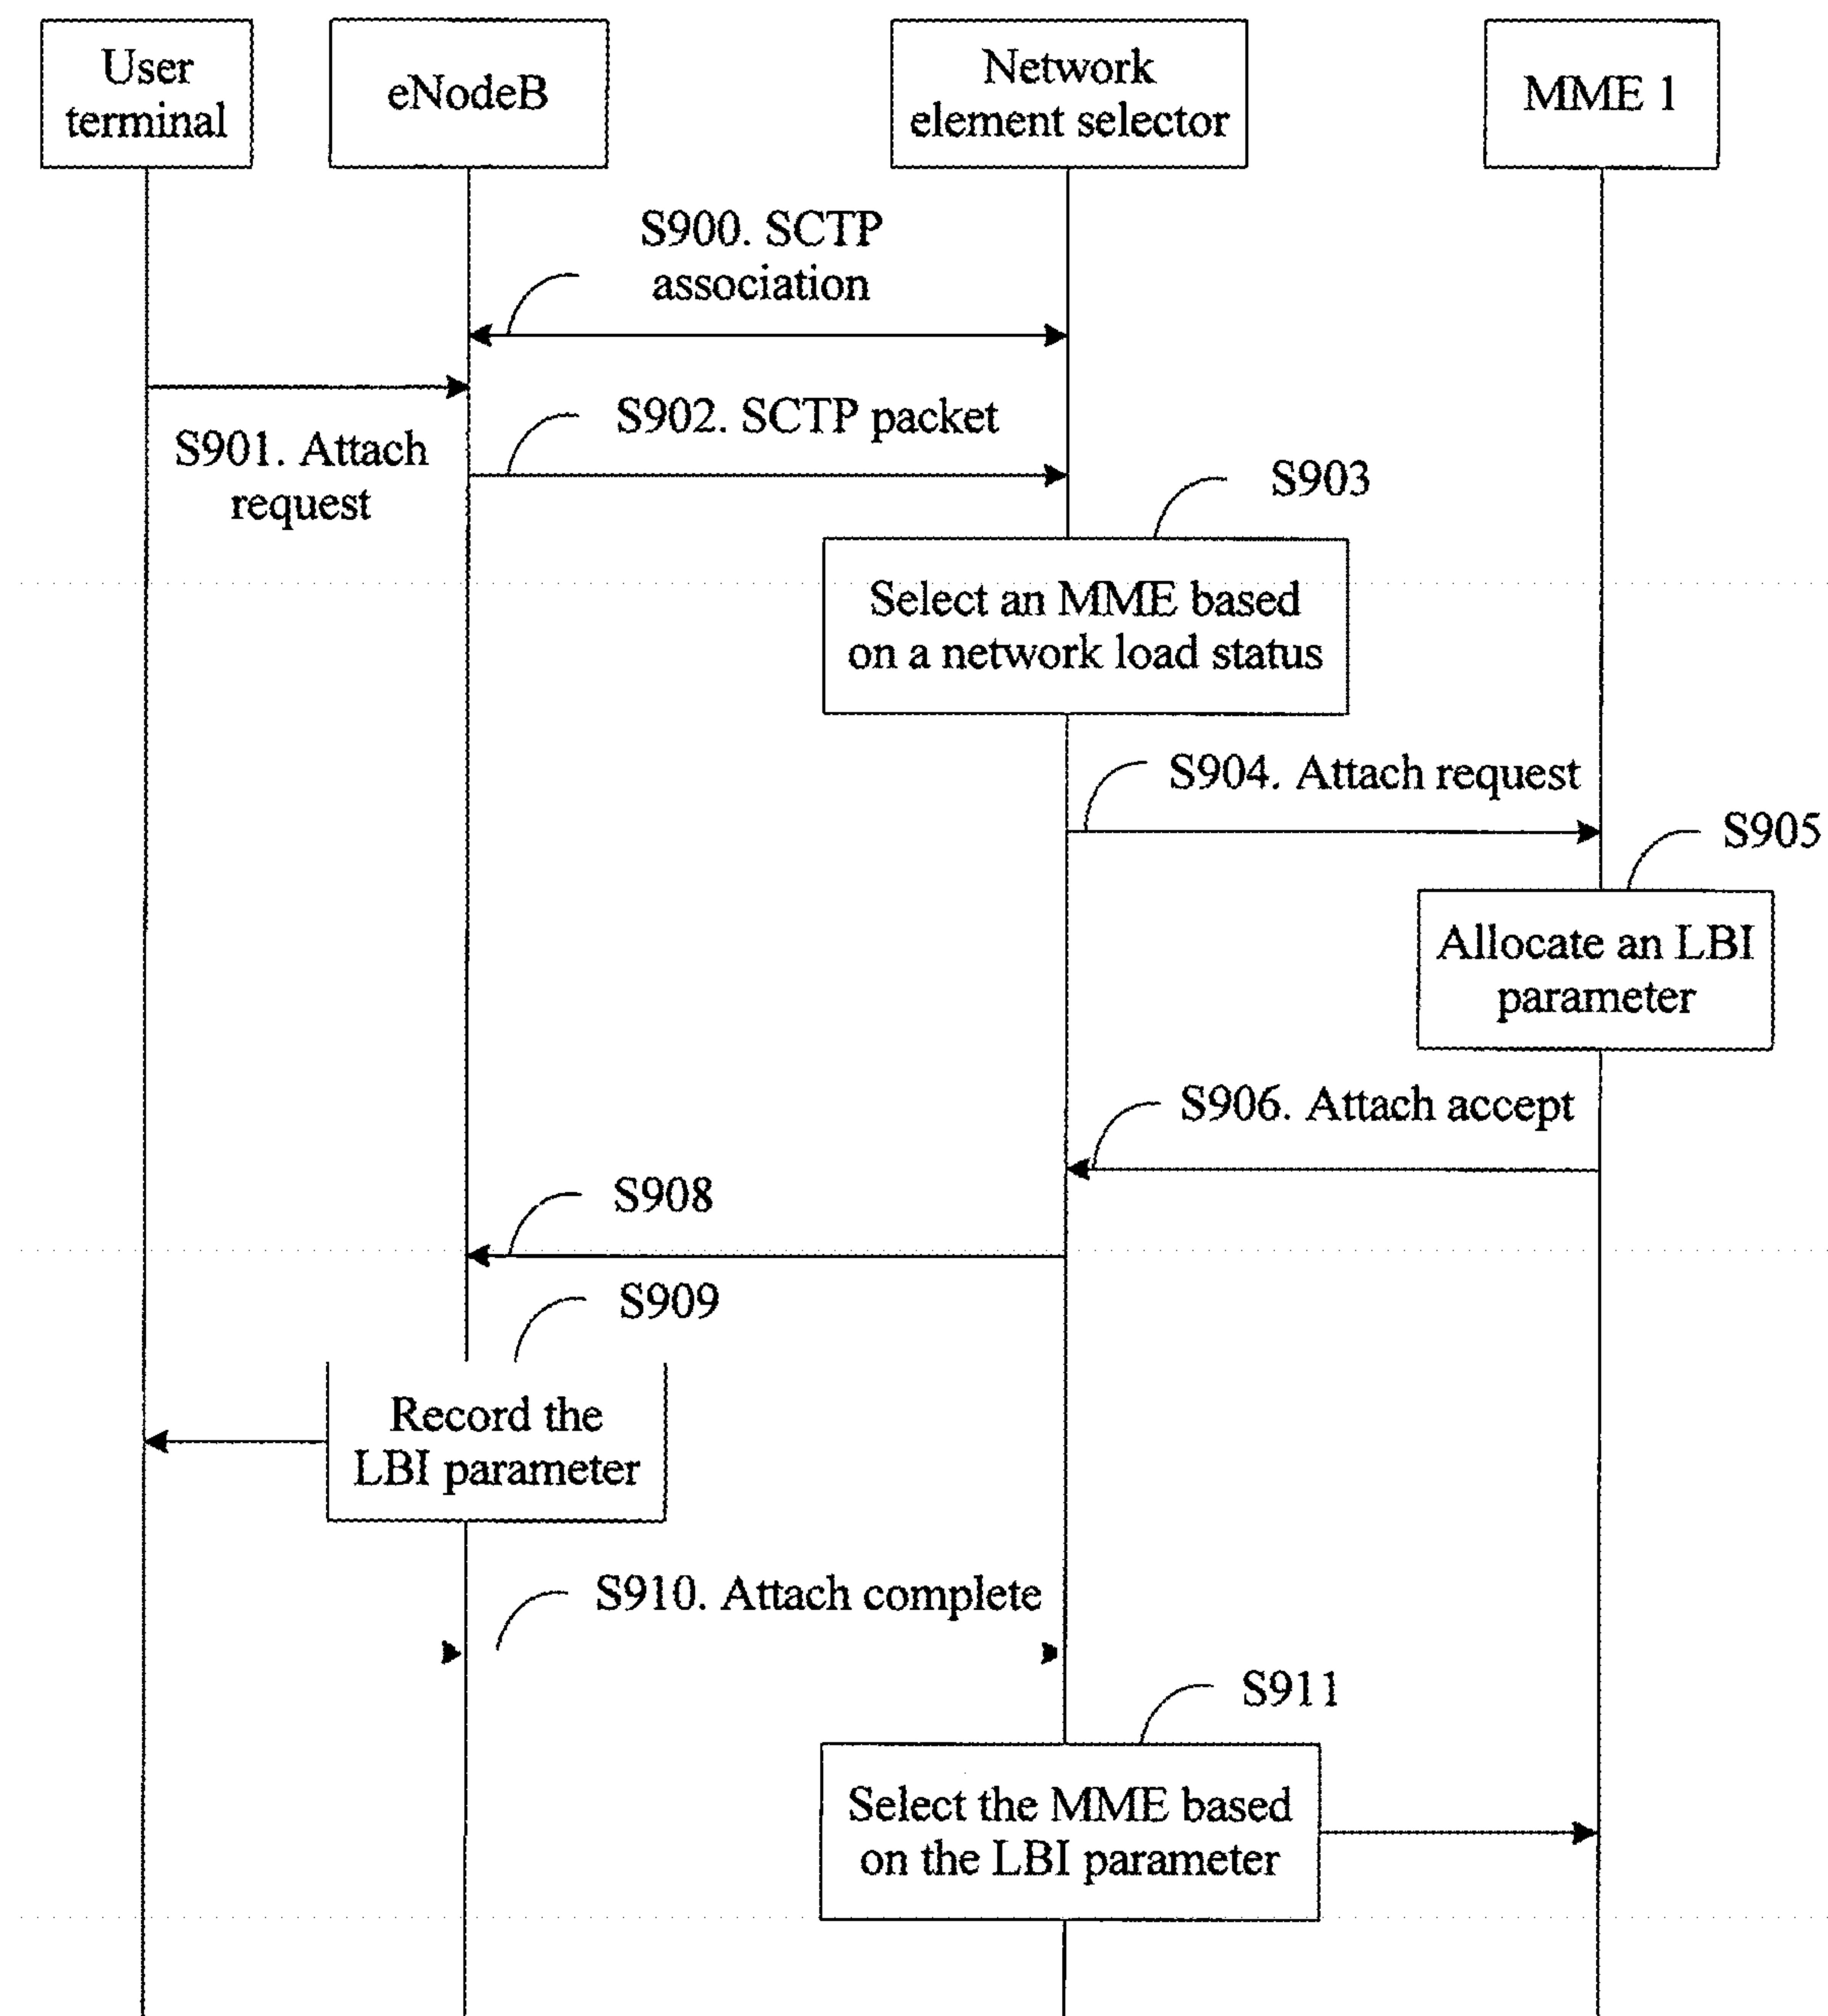 User
terminal
eNodeB
Network
element selector
MME 1
S900. SCTP
association
S901. Attach
request
S902. SCTP packet
S903
Select an MME based
on a network load status
S904. Attach request
S905
Allocate an LBI
parameter
S906. Attach accept
S908
S909
Record the
LBI parameter
S910. Attach complete
S911
Select the MME based
on the LBI parameter